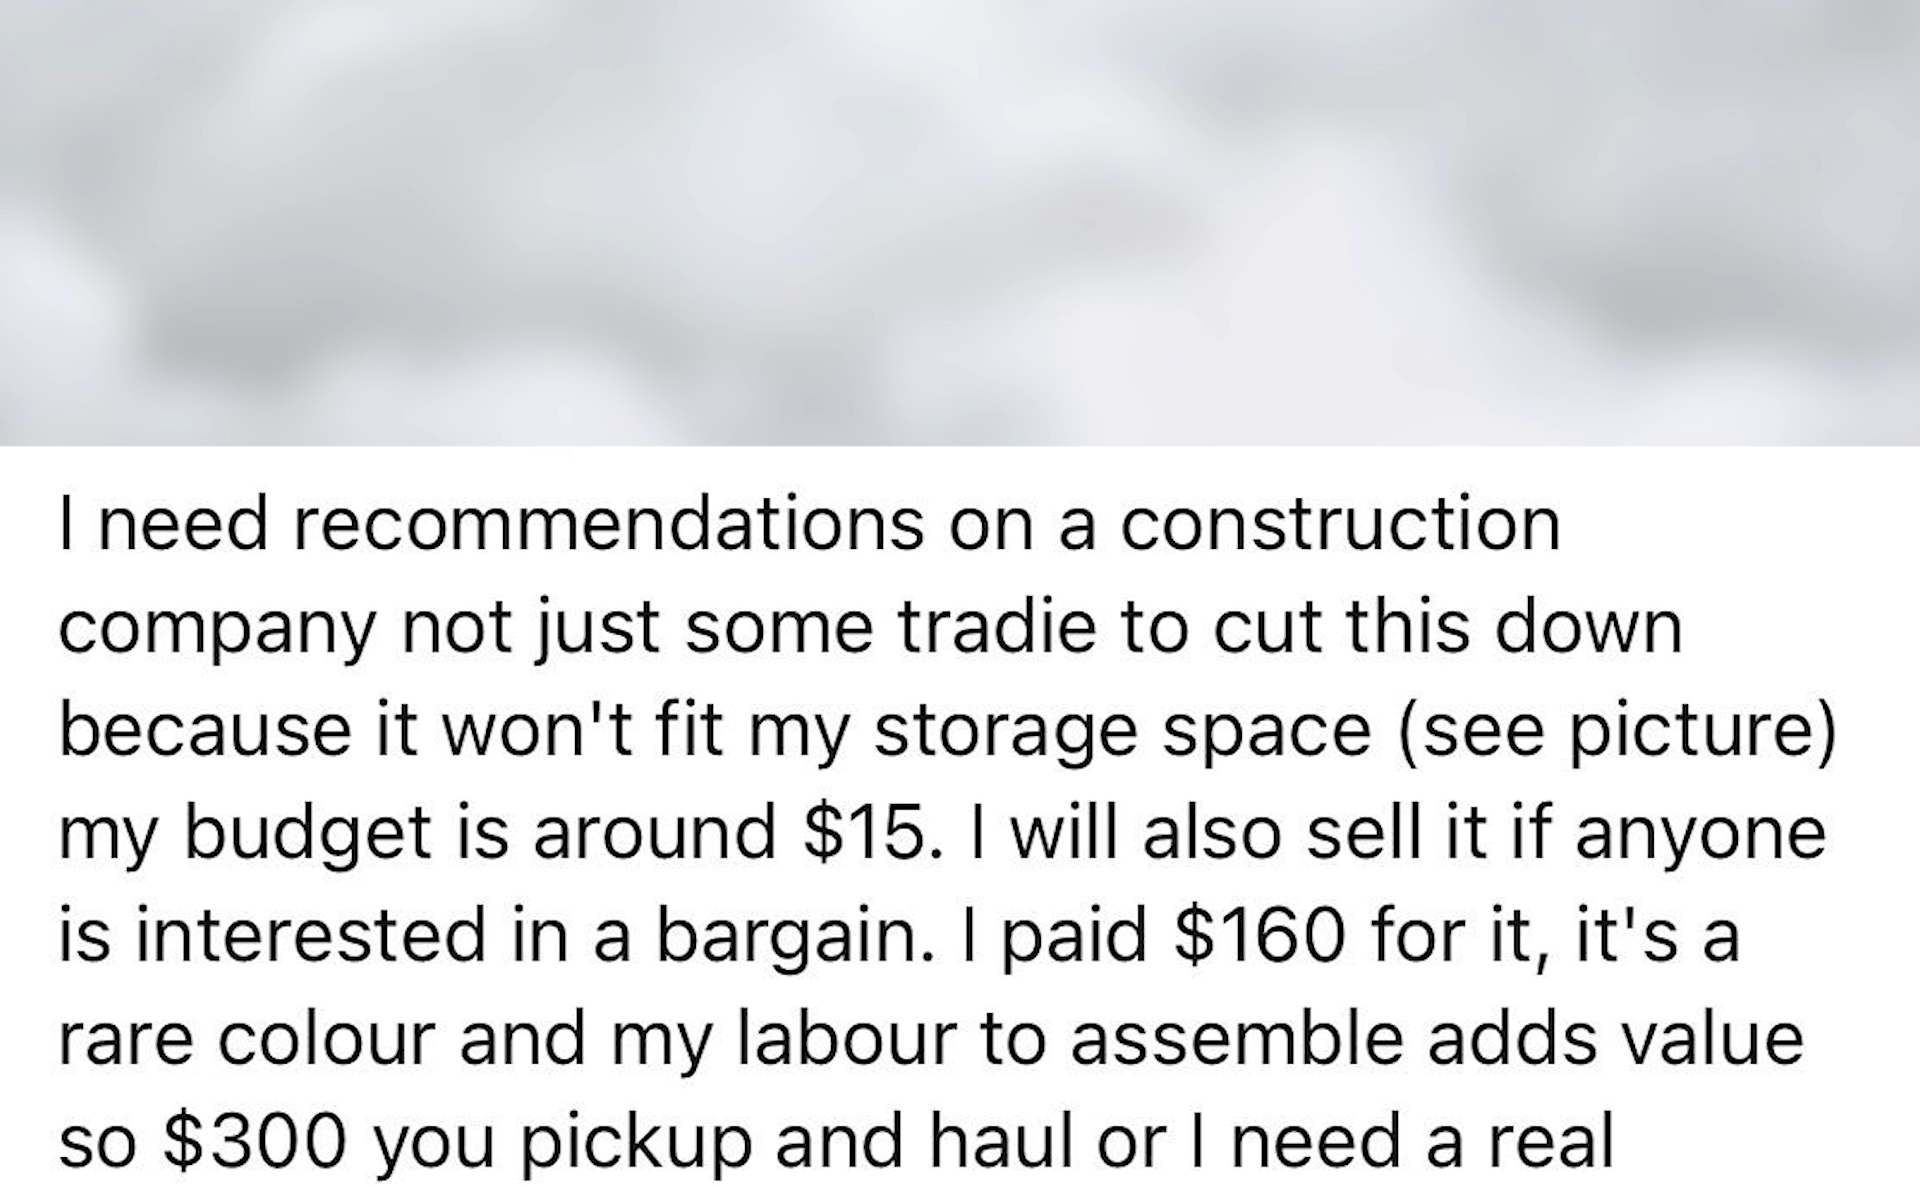 I need recommendations on a construction
company not just some tradie to cut this down
because it won't fit my storage space (see picture)
my budget is around $15. I will also sell it if anyone
is interested in a bargain. I paid $160 for it, it's a
rare colour and my labour to assemble adds value
so $300 you pickup and haul or I need a real